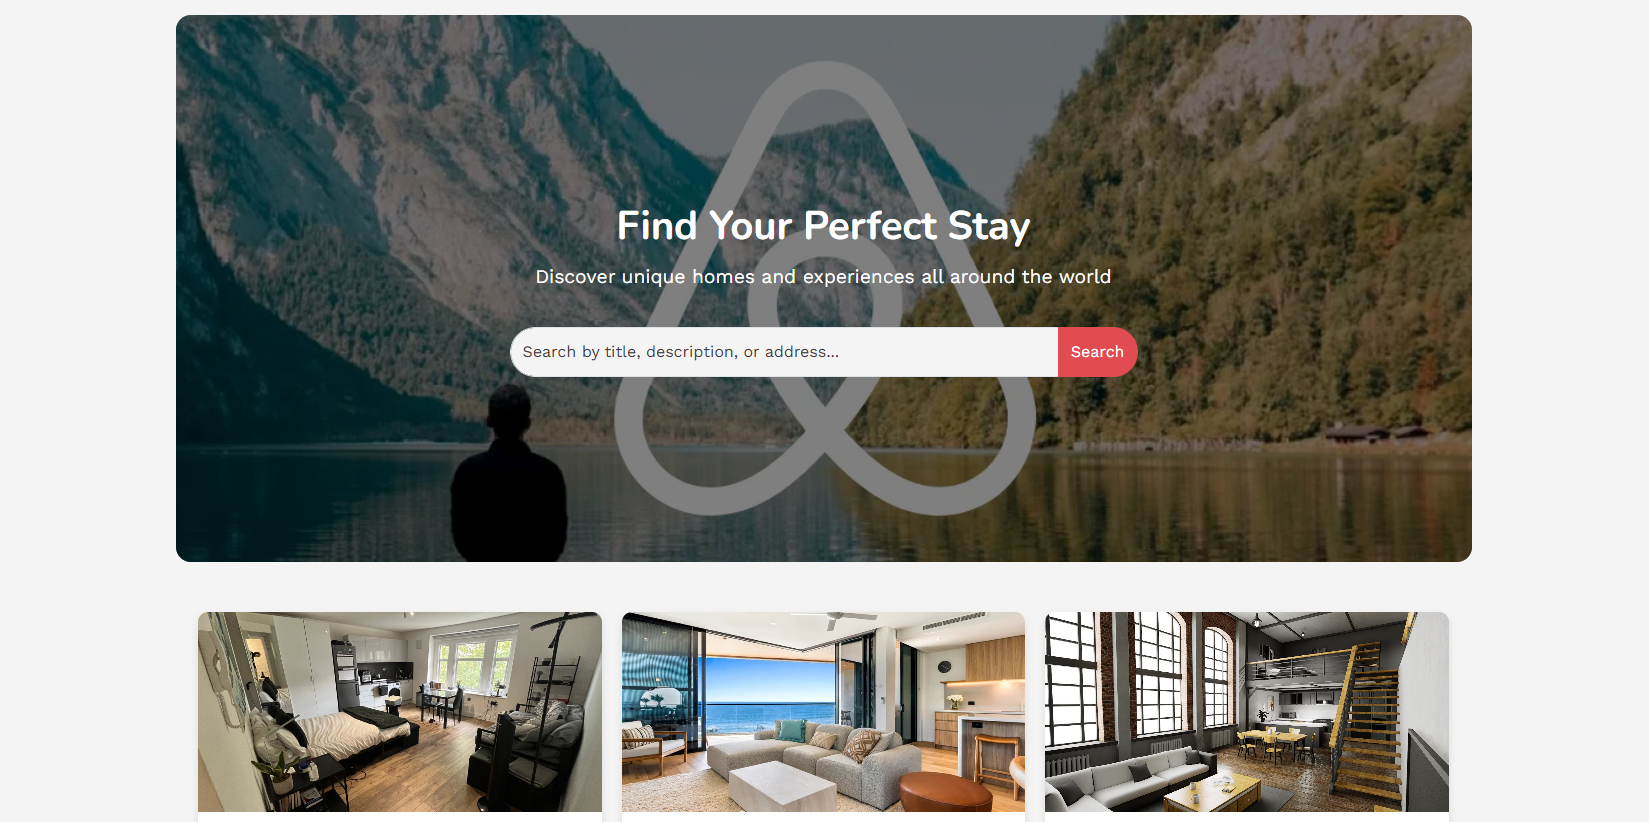 Find Your Perfect Stay
Discover unique homes and experiences all around the world
Search by title, description, or address...
Search